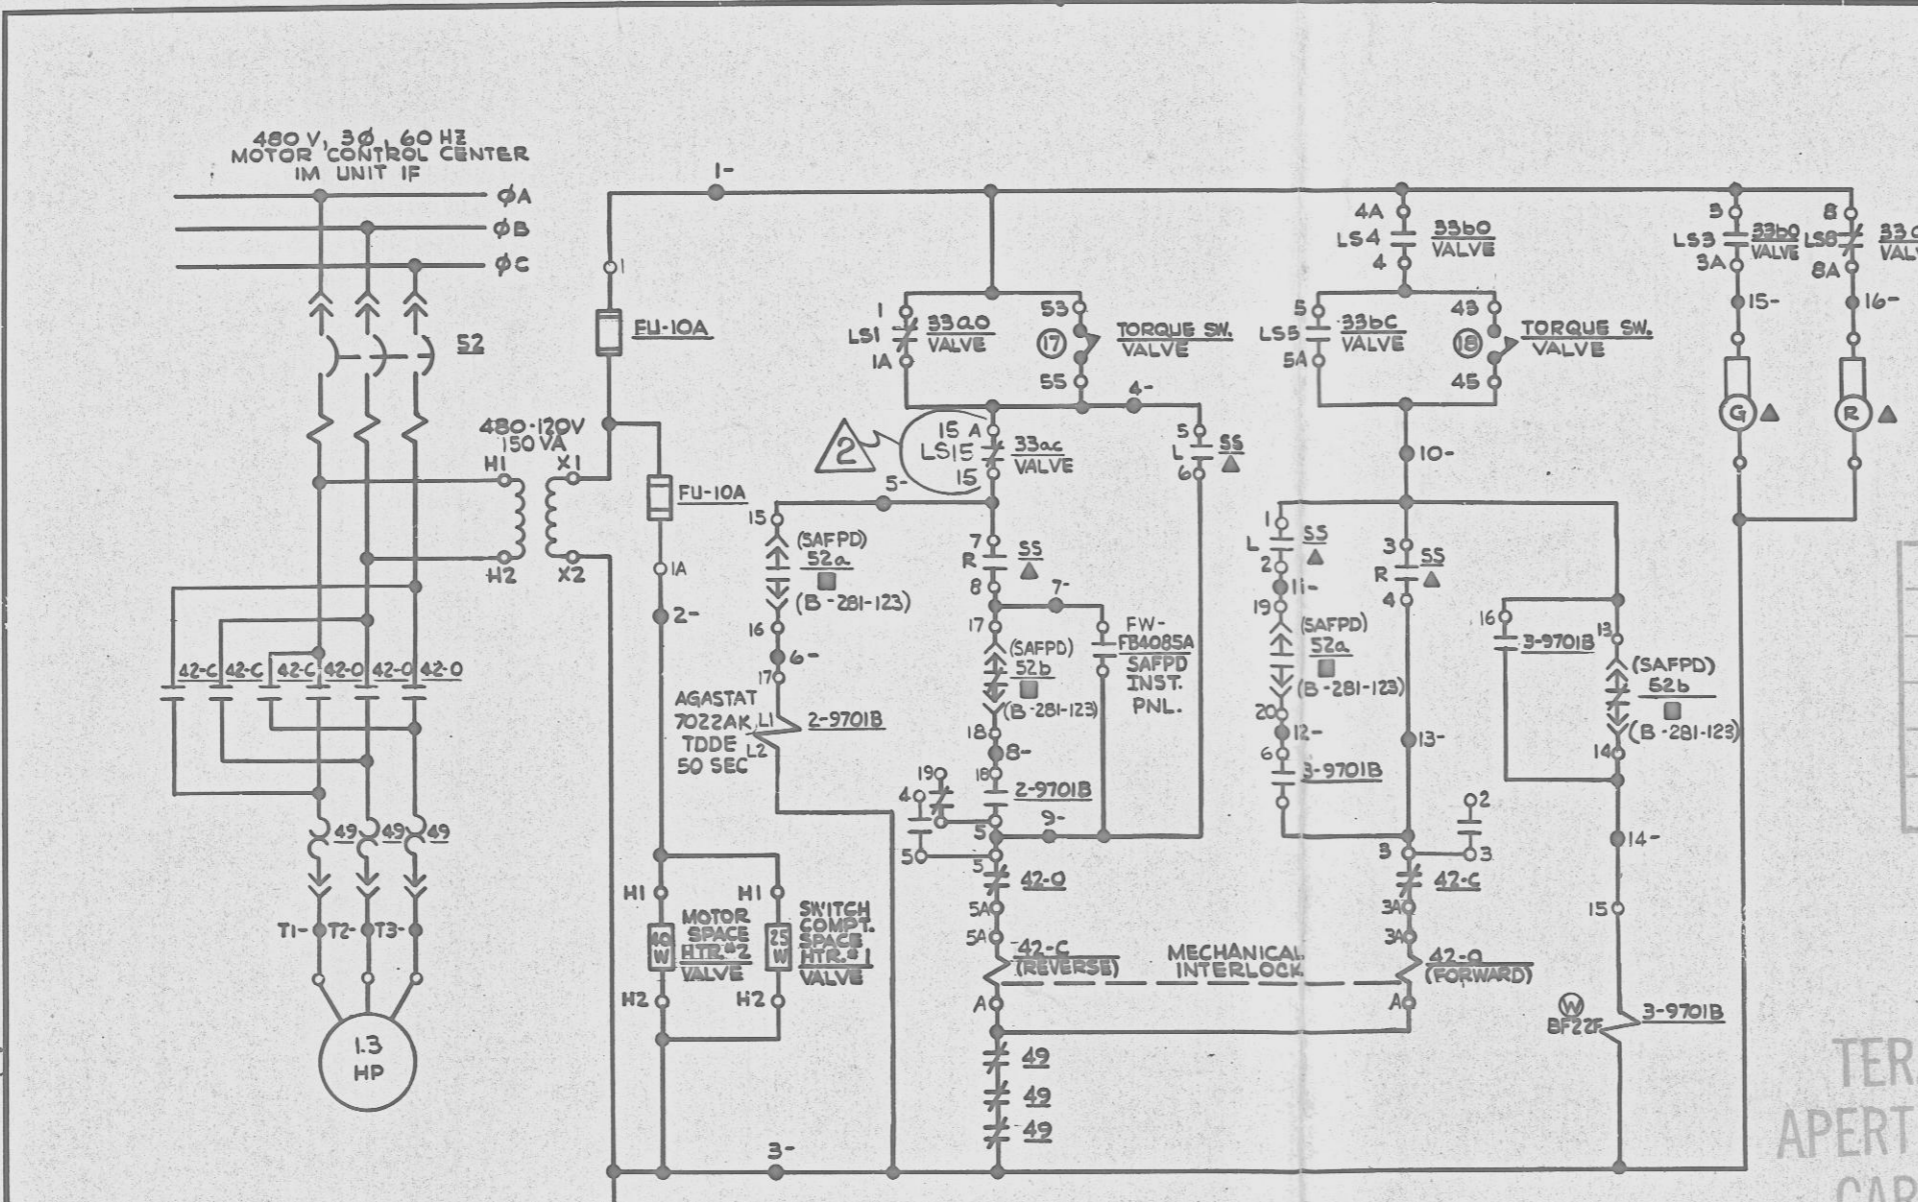 480 V, 3Ø, 60 HZ
MOTOR CONTROL CENTER
1M UNIT 1F
ØA
ØB
ØC
52
480-120V
150 VA
H1
X1
H2
X2
42-C
42-C
42-C
42-O
42-O
42-O
49
49
49
T1-
T2-
T3-
1.3
HP
1-
1
FU-10A
FU-10A
1A
2-
H1
H1
40
W
MOTOR
SPACE
HTR.#2
VALVE
25
W
SWITCH
COMPT.
SPACE
HTR.#1
VALVE
H2
H2
3-
1
LS1
33ao
VALVE
1A
53
17
TORQUE SW.
VALVE
55
4-
2
15 A
LS15
33ac
VALVE
15
5
L
SS
6
5-
15
(SAFPD)
52a
(B-281-123)
16
6-
17
AGASTAT
7022AK
TDDE
50 SEC
L1
L2
2-9701B
7
R
SS
8
7-
17
(SAFPD)
52b
(B-281-123)
18
8-
18
2-9701B
FW-
FB4085A
SAFPD
INST.
PNL.
19
4
5
5
9-
5
42-O
5A
5A
42-C
(REVERSE)
A
MECHANICAL
INTERLOCK
49
49
49
4A
LS4
33bo
VALVE
4
5
LS5
33bc
VALVE
5A
43
18
TORQUE SW.
VALVE
45
10-
1
L
SS
2
11-
19
(SAFPD)
52a
(B-281-123)
20
12-
6
3-9701B
3
R
SS
4
13-
2
3
3
42-C
3A
3A
42-O
(FORWARD)
A
16
3-9701B
13
(SAFPD)
52b
(B-281-123)
14
14-
15
W
BF22F
3-9701B
3
LS3
33bo
VALVE
3A
15-
G
8
LS8
8A
16-
R
TER
APERT
CAR